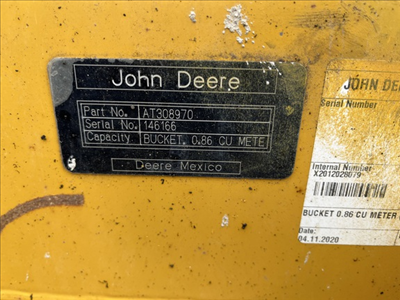 John Deere
Part No. AT308970
Serial No. 146166
Capacity BUCKET. 0.86 CU METE
Deere Mexico
JOHN DEER
Serial Number
Internal Number
X2012028079
BUCKET 0.86 CU METER
Date:
04.11.2020